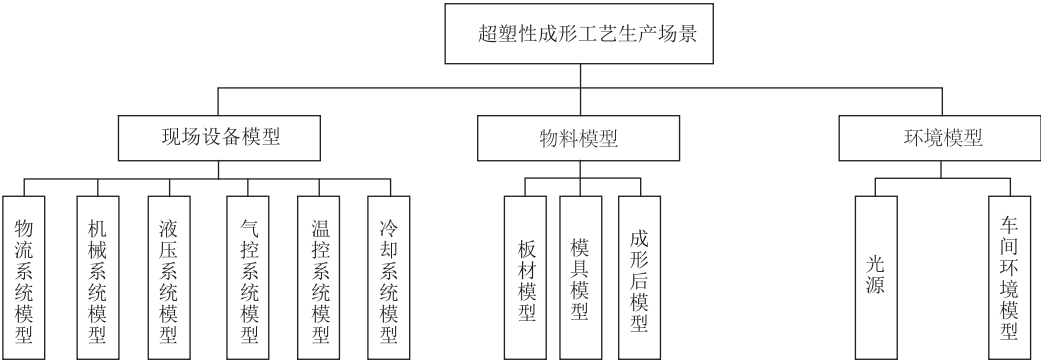 超塑性成形工艺生产场景
现场设备模型
物料模型
环境模型
物流系统模型
机械系统模型
液压系统模型
气控系统模型
温控系统模型
冷却系统模型
板材模型
模具模型
成形后模型
光源
车间环境模型